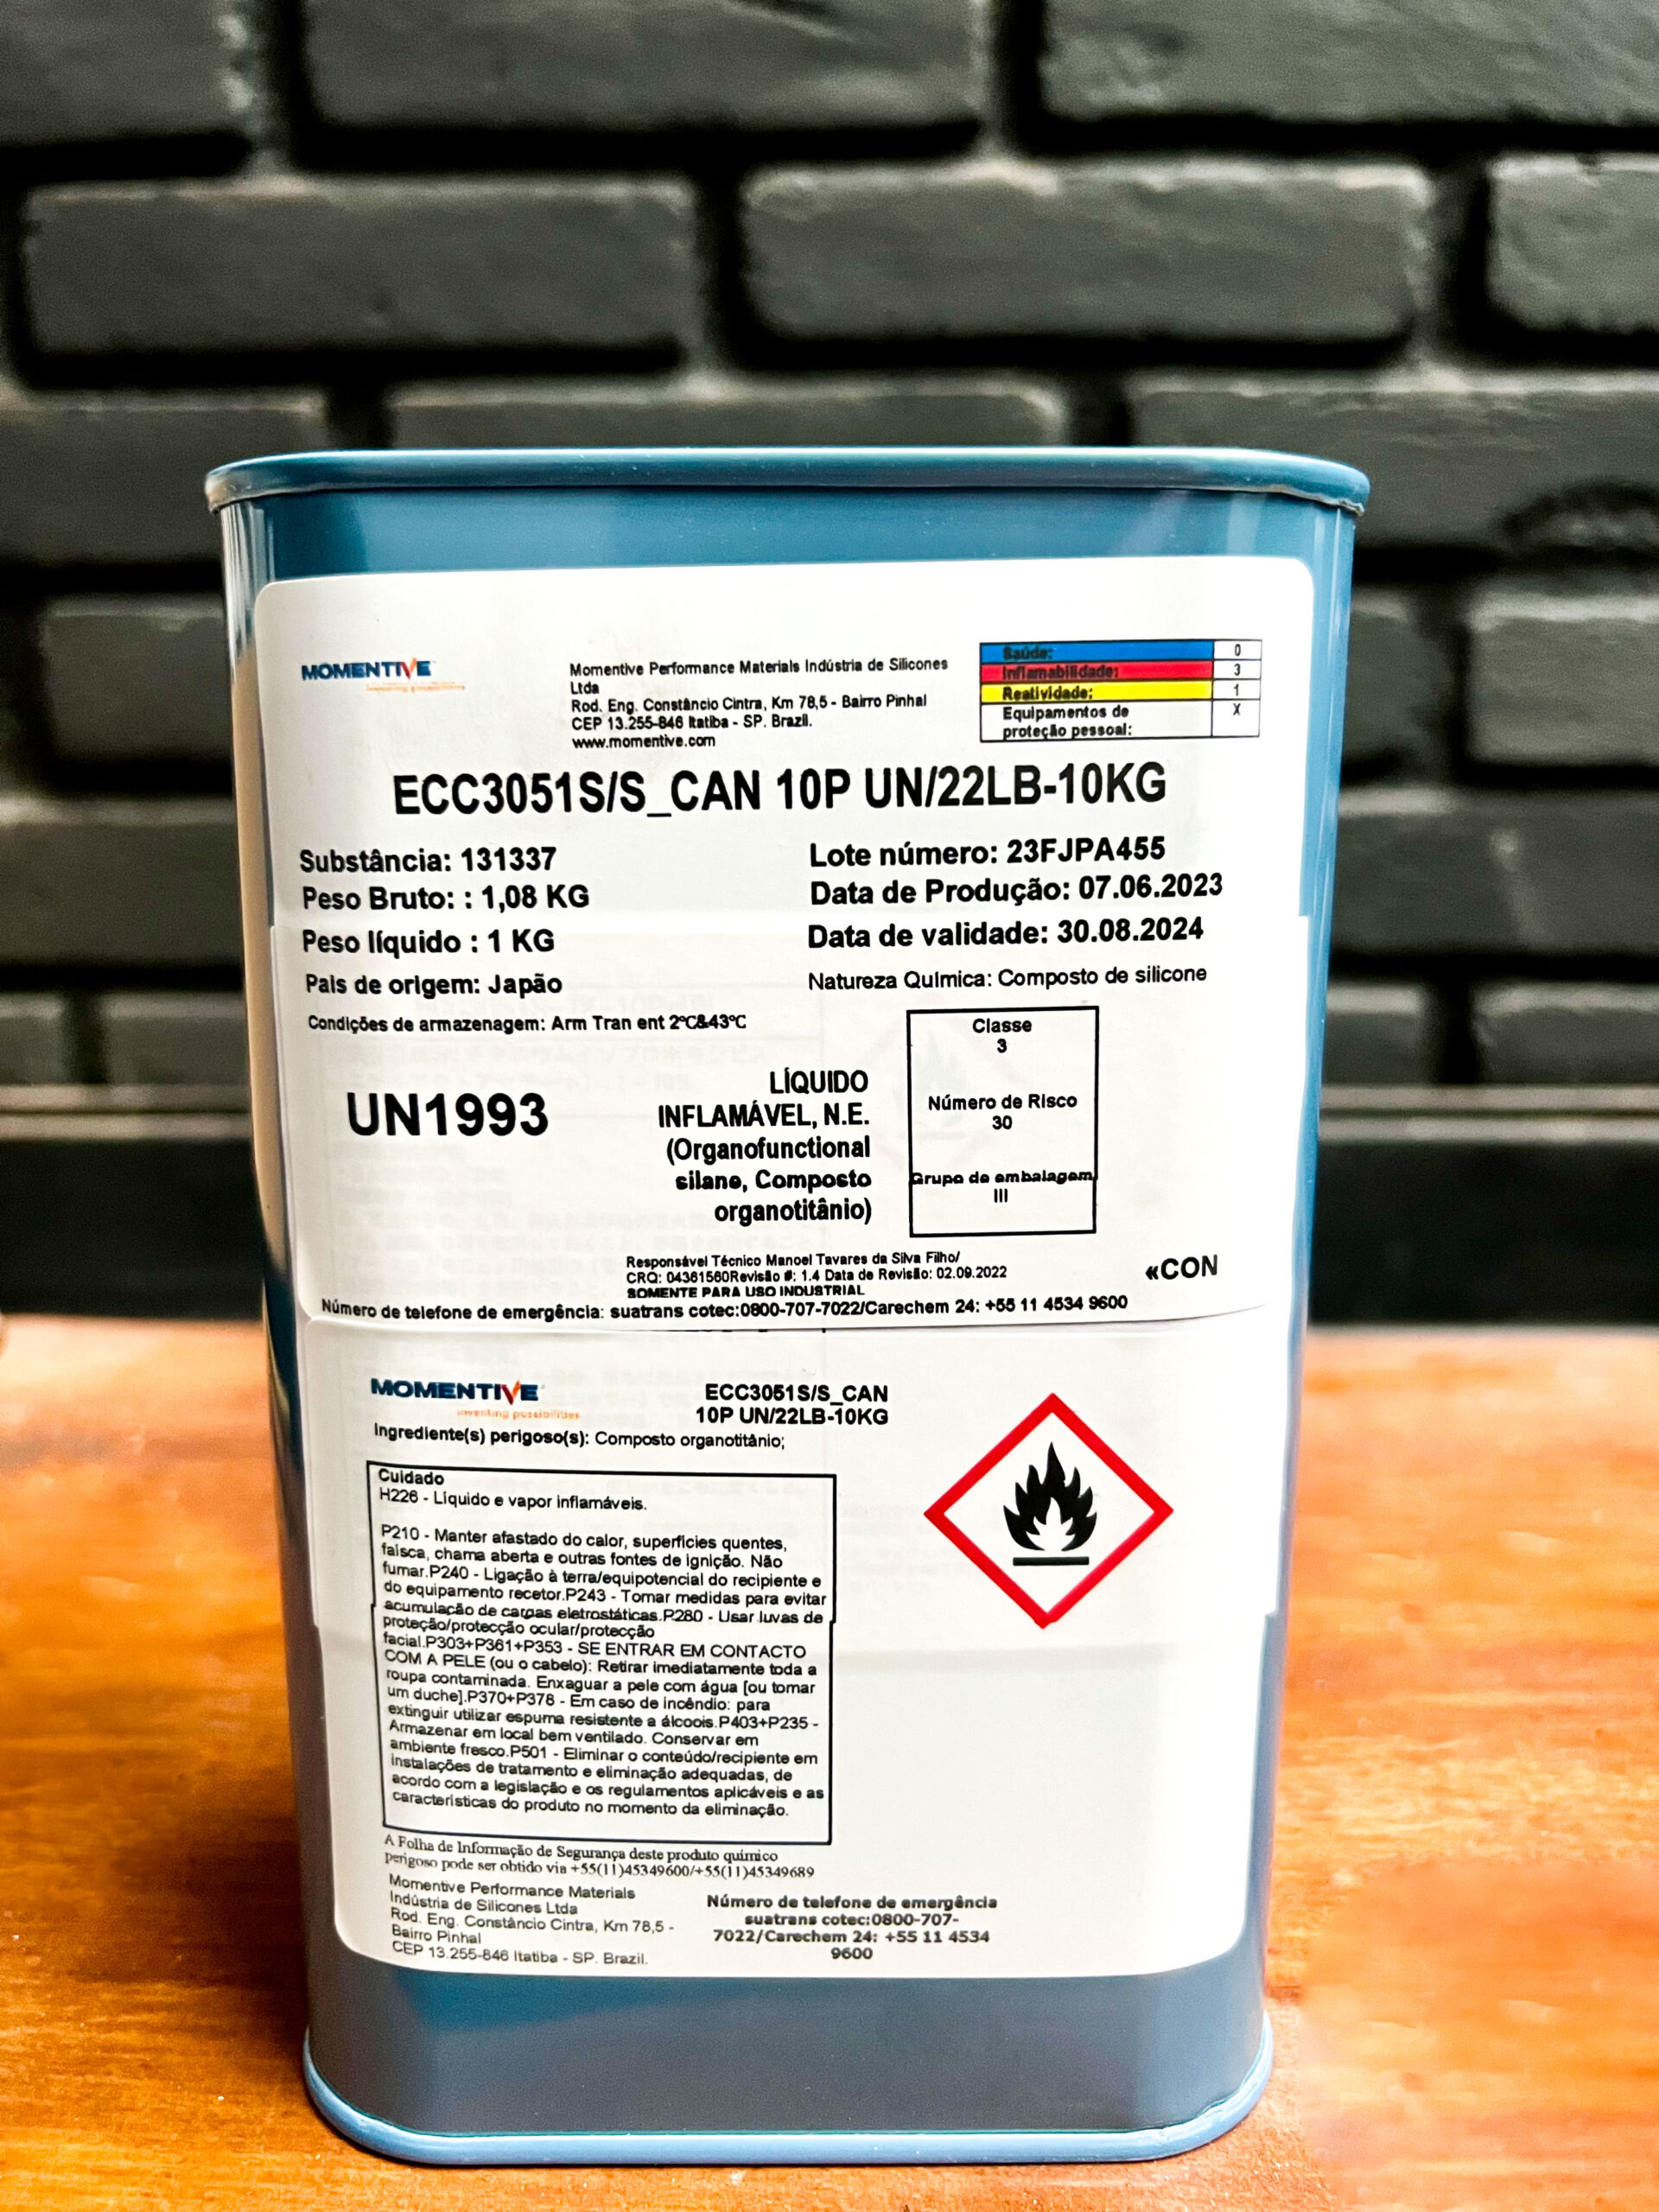 MOMENTIVE
inventing possibilities
Momentive Performance Materials Indústria de Silicones
Ltda
Rod. Eng. Constâncio Cintra, Km 78,5 - Bairro Pinhal
CEP 13.255-846 Itatiba - SP. Brazil.
www.momentive.com
Saúde: 0
Inflamabilidade: 3
Reatividade: 1
Equipamentos de X
proteção pessoal:
ECC3051S/S_CAN 10P UN/22LB-10KG
Substância: 131337
Peso Bruto: : 1,08 KG
Peso líquido : 1 KG
País de origem: Japão
Condições de armazenagem: Arm Tran ent 2°C&43°C
Lote número: 23FJPA455
Data de Produção: 07.06.2023
Data de validade: 30.08.2024
Natureza Química: Composto de silicone
UN1993
LÍQUIDO
INFLAMÁVEL, N.E.
(Organofunctional
silane, Composto
organotitânio)
Classe
3
Número de Risco
30
Grupo de embalagem
III
Responsável Técnico Manoel Tavares da Silva Filho/
CRQ: 04361560Revisão #: 1.4 Data de Revisão: 02.09.2022
SOMENTE PARA USO INDUSTRIAL
«CON
Número de telefone de emergência: suatrans cotec:0800-707-7022/Carechem 24: +55 11 4534 9600
MOMENTIVE
inventing possibilities
ECC3051S/S_CAN
10P UN/22LB-10KG
Ingrediente(s) perigoso(s): Composto organotitânio;
Cuidado
H226 - Líquido e vapor inflamáveis.
P210 - Manter afastado do calor, superfícies quentes,
faísca, chama aberta e outras fontes de ignição. Não
fumar.P240 - Ligação à terra/equipotencial do recipiente e
do equipamento recetor.P243 - Tomar medidas para evitar
acumulação de cargas eletrostáticas.P280 - Usar luvas de
proteção/protecção ocular/protecção
facial.P303+P361+P353 - SE ENTRAR EM CONTACTO
COM A PELE (ou o cabelo): Retirar imediatamente toda a
roupa contaminada. Enxaguar a pele com água [ou tomar
um duche].P370+P378 - Em caso de incêndio: para
extinguir utilizar espuma resistente a álcoois.P403+P235 -
Armazenar em local bem ventilado. Conservar em
ambiente fresco.P501 - Eliminar o conteúdo/recipiente em
instalações de tratamento e eliminação adequadas, de
acordo com a legislação e os regulamentos aplicáveis e as
características do produto no momento da eliminação.
A Folha de Informação de Segurança deste produto químico
perigoso pode ser obtido via +55(11)45349600/+55(11)45349689
Momentive Performance Materials
Indústria de Silicones Ltda
Rod. Eng. Constâncio Cintra, Km 78,5 -
Bairro Pinhal
CEP 13.255-846 Itatiba - SP. Brazil.
Número de telefone de emergência
suatrans cotec:0800-707-
7022/Carechem 24: +55 11 4534
9600